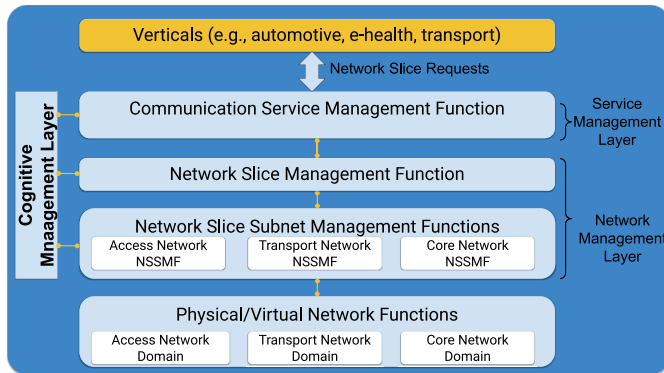 Verticals (e.g., automotive, e-health, transport)
Network Slice Requests
Cognitive
Mnagement Layer
Communication Service Management Function
Service
Management
Layer
Network Slice Management Function
Network Slice Subnet Management Functions
Access Network
NSSMF
Transport Network
NSSMF
Core Network
NSSMF
Network
Management
Layer
Physical/Virtual Network Functions
Access Network
Domain
Transport Network
Domain
Core Network
Domain